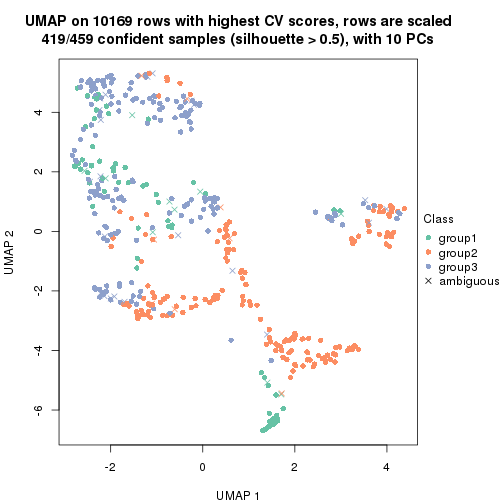 UMAP on 10169 rows with highest CV scores, rows are scaled
419/459 confident samples (silhouette > 0.5), with 10 PCs
4
2
0
-2
-4
-6
UMAP 2
-2
0
2
4
UMAP 1
Class
group1
group2
group3
ambiguous